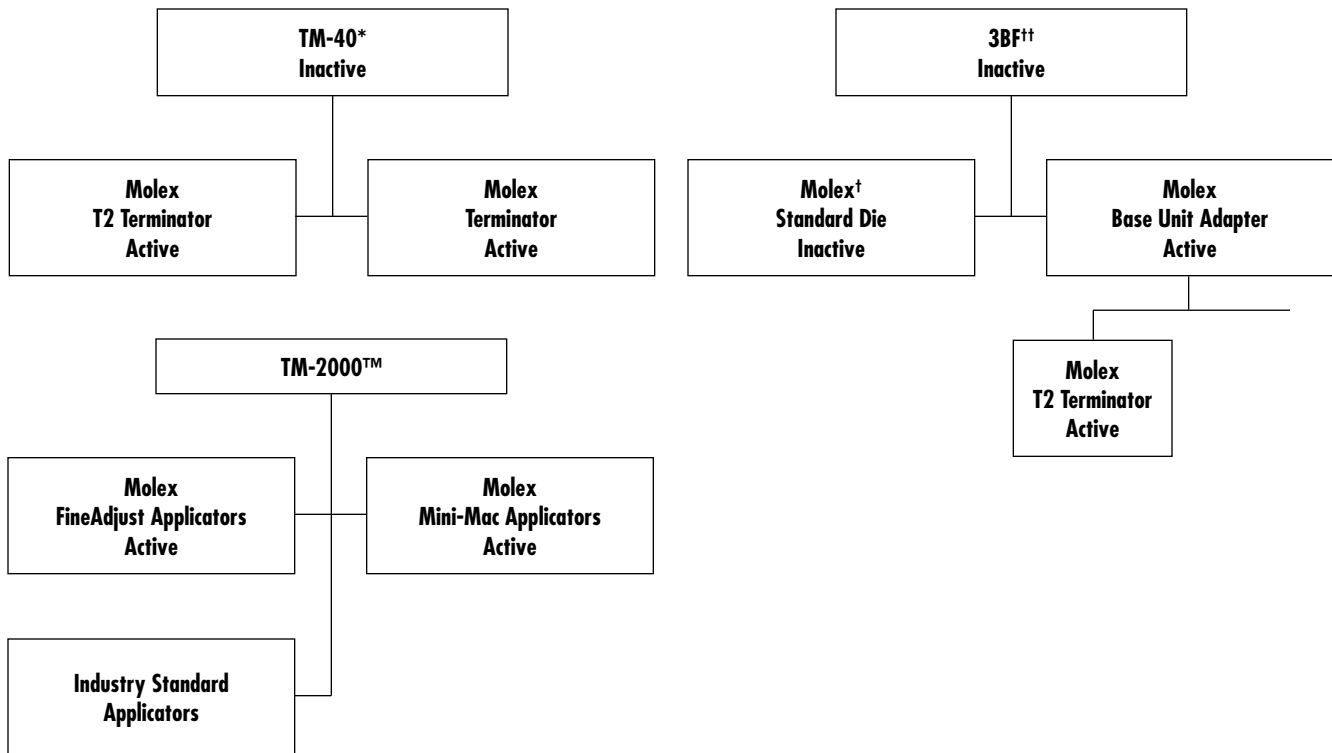 TM-40*
Inactive
3BF††
Inactive
Molex
T2 Terminator
Active
Molex
Terminator
Active
Molex†
Standard Die
Inactive
Molex
Base Unit Adapter
Active
TM-2000™
Molex
T2 Terminator
Active
Molex
FineAdjust Applicators
Active
Molex
Mini-Mac Applicators
Active
Industry Standard
Applicators